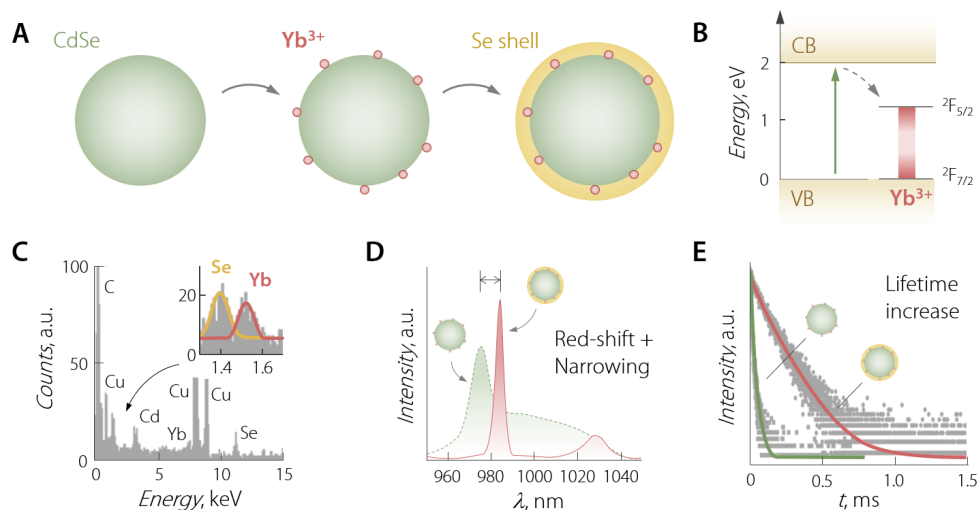 A
CdSe
Yb³⁺
Se shell
B
CB
2
1
0
Energy, eV
VB
²F₅/₂
²F₇/₂
Yb³⁺
C
100
50
0
Counts, a.u.
C
Cu
Cd
Yb
Cu
Cu
Se
0
5
10
15
Energy, keV
Se
Yb
20
0
1.4
1.6
D
Intensity, a.u.
Red-shift +
Narrowing
960
980
1000
1020
1040
λ, nm
E
Intensity, a.u.
Lifetime
increase
0
0.5
1.0
1.5
t, ms